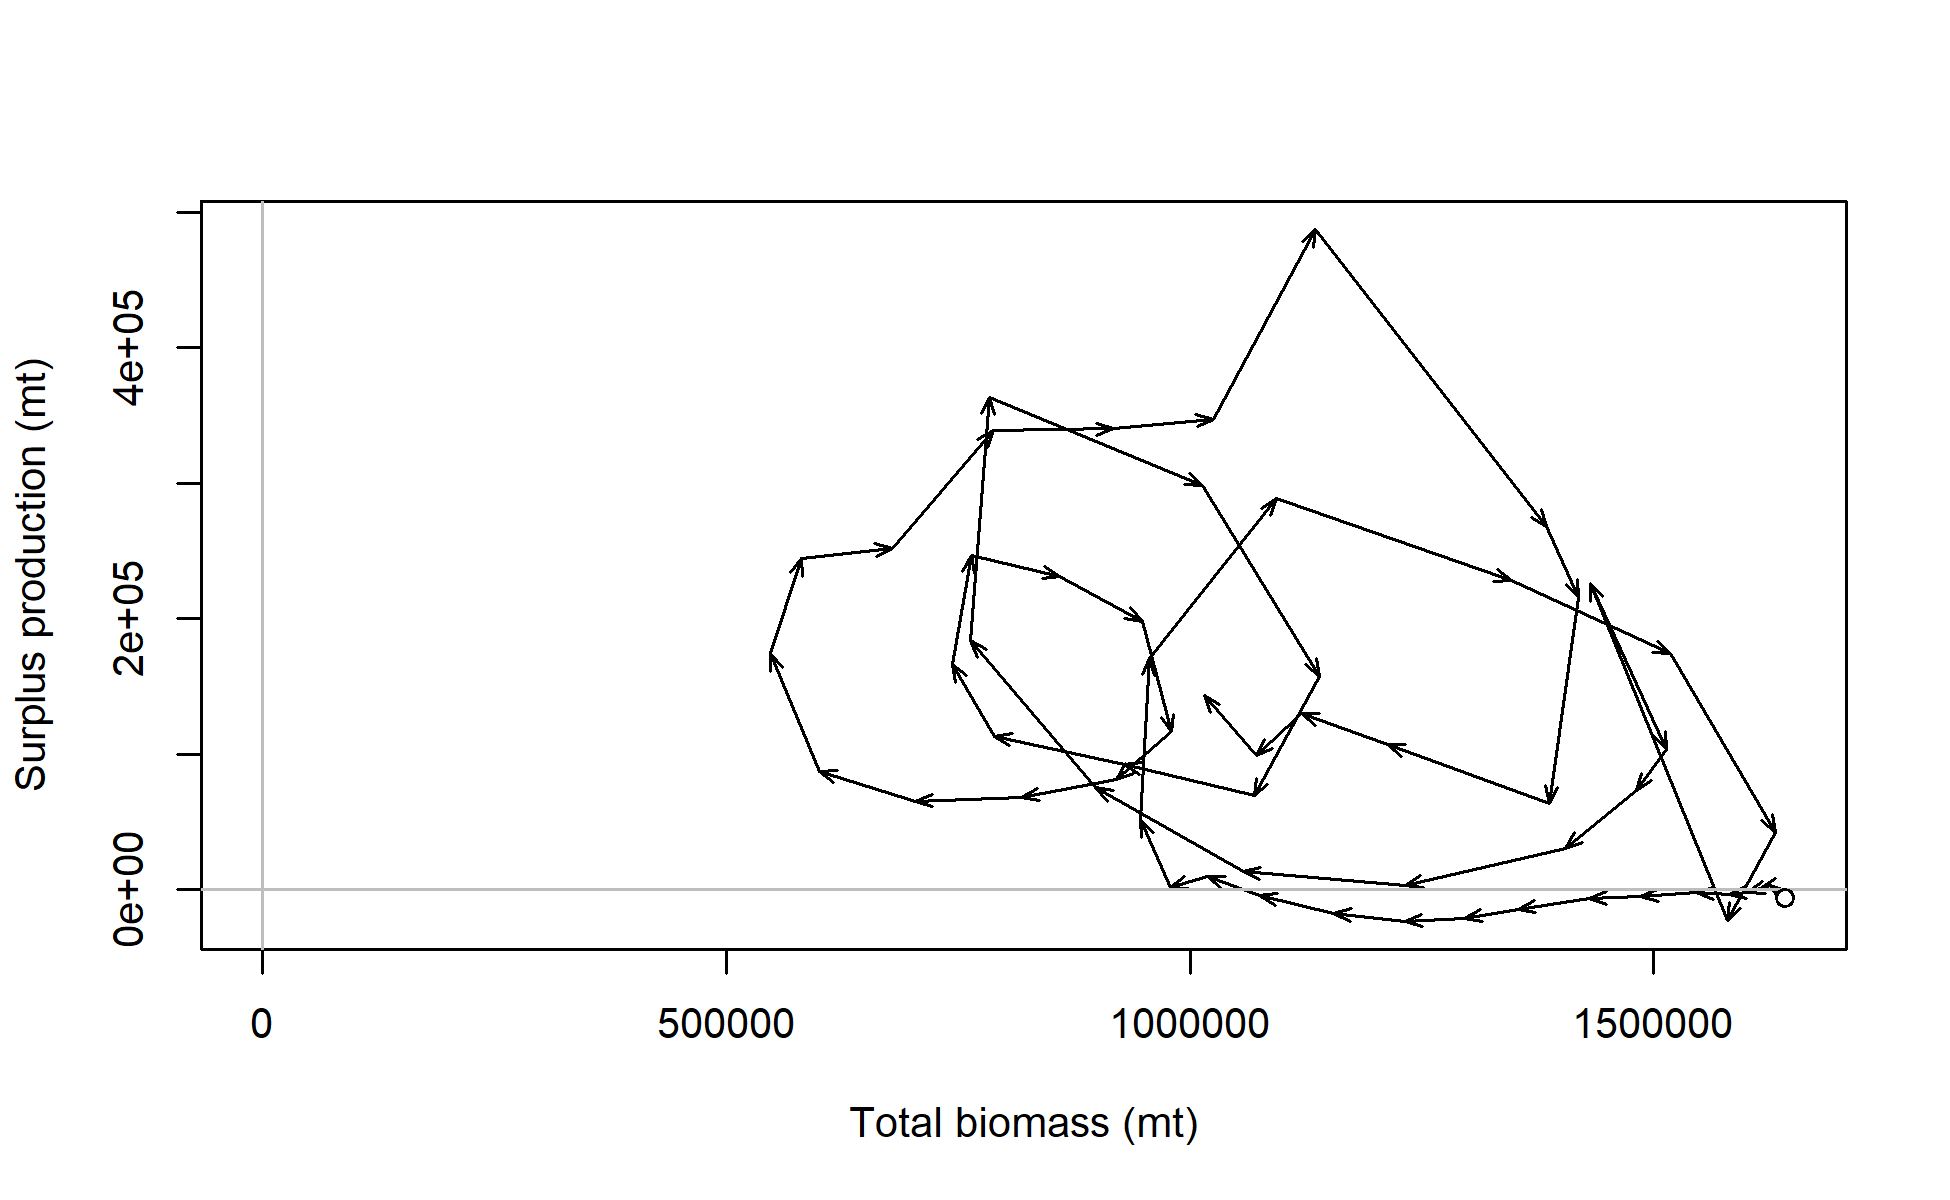 Surplus production (mt)
4e+05
2e+05
0e+00
0 500000 1000000 1500000
Total biomass (mt)